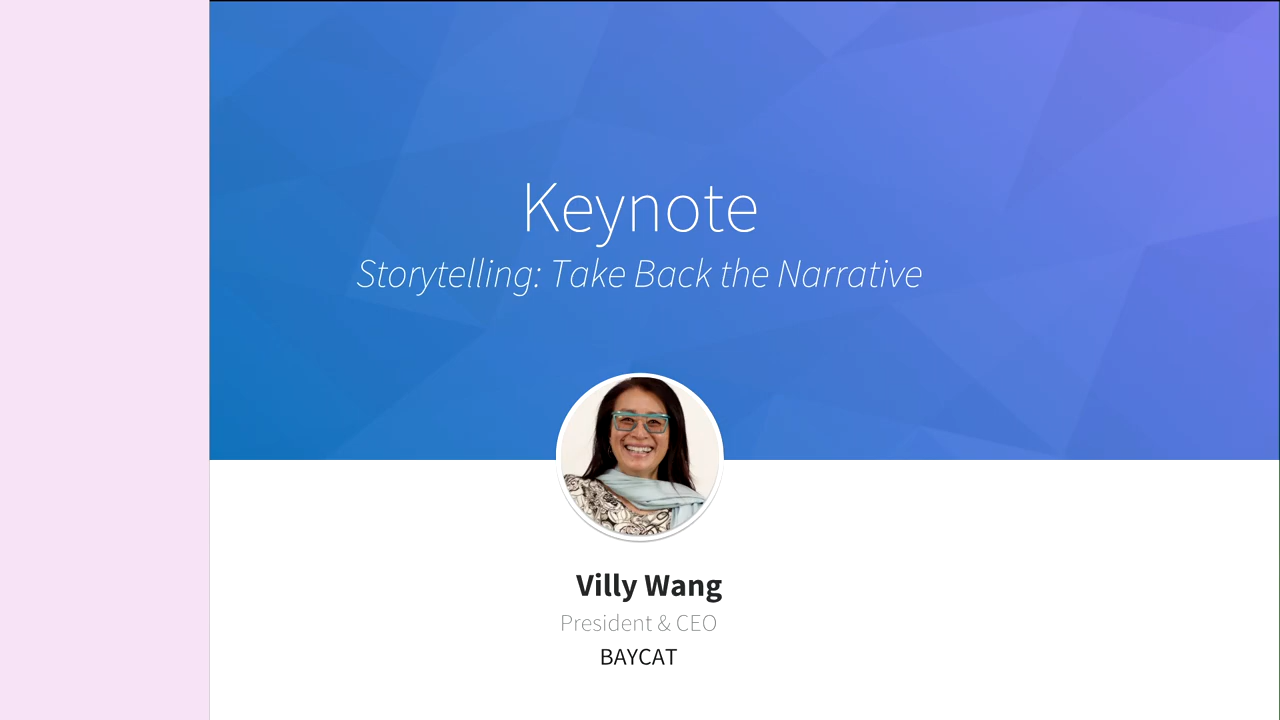 Keynote
Storytelling: Take Back the Narrative
Villy Wang
President & CEO
BAYCAT